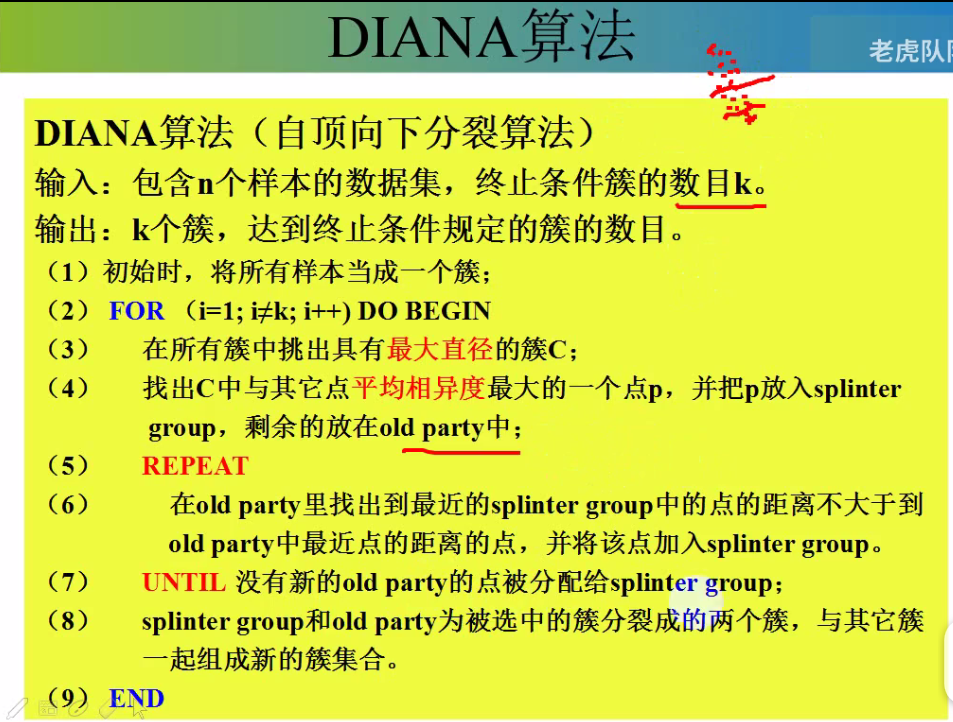 DIANA算法
老虎队
DIANA算法（自顶向下分裂算法）
输入：包含n个样本的数据集，终止条件簇的数目k。
输出：k个簇，达到终止条件规定的簇的数目。
（1）初始时，将所有样本当成一个簇；
（2） FOR （i=1; i≠k; i++) DO BEGIN
（3） 在所有簇中挑出具有最大直径的簇C；
（4） 找出C中与其它点平均相异度最大的一个点p，并把p放入splinter
group，剩余的放在old party中；
（5） REPEAT
（6） 在old party里找出到最近的splinter group中的点的距离不大于到
old party中最近点的距离的点，并将该点加入splinter group。
（7） UNTIL 没有新的old party的点被分配给splinter group；
（8） splinter group和old party为被选中的簇分裂成的两个簇，与其它簇
一起组成新的簇集合。
（9） END